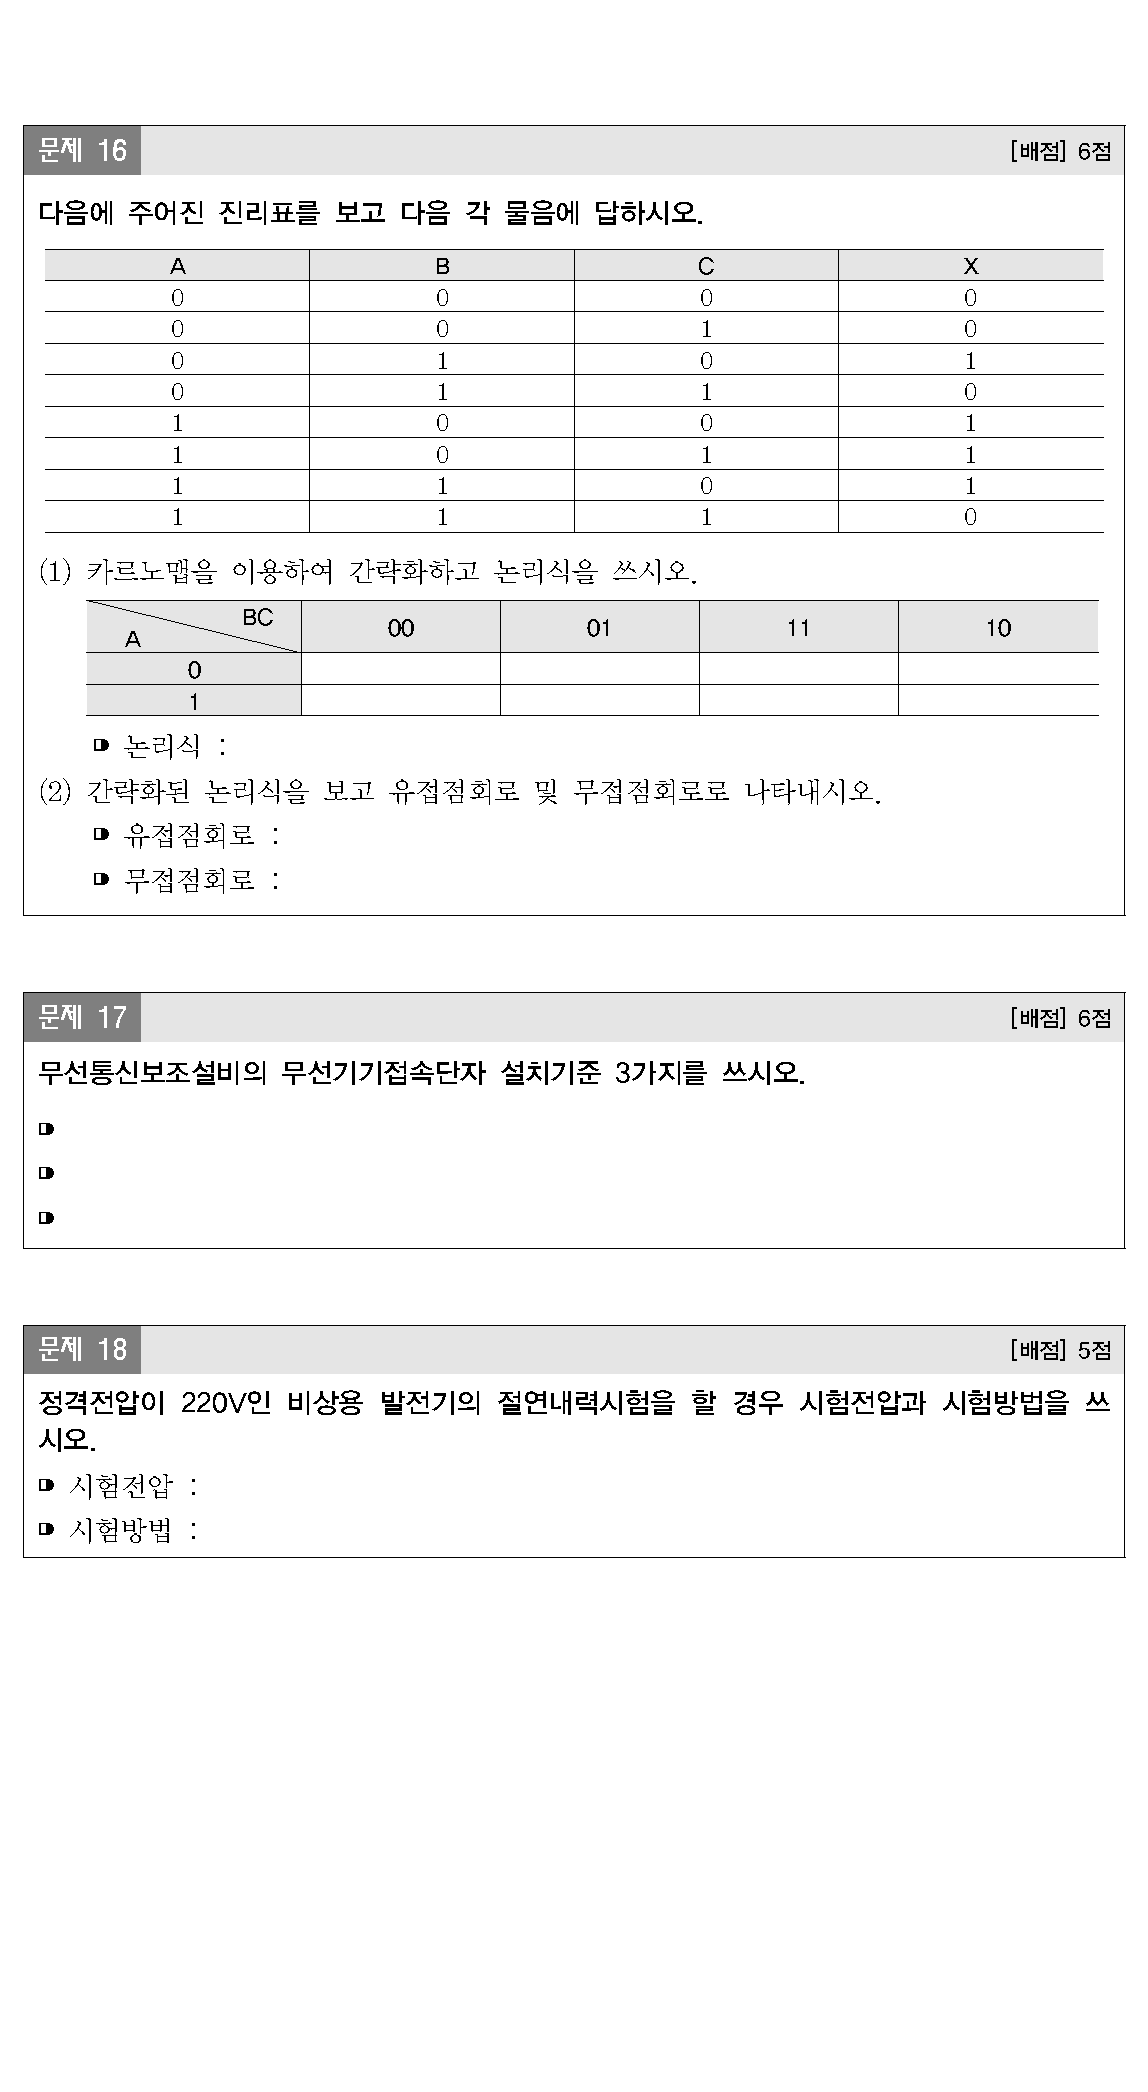 문제 16 [배점] 6점
다음에 주어진 진리표를 보고 다음 각 물음에 답하시오.
A B C X
0 0 0 0
0 0 1 0
0 1 0 1
0 1 1 0
1 0 0 1
1 0 1 1
1 1 0 1
1 1 1 0
(1) 카르노맵을 이용하여 간략화하고 논리식을 쓰시오.
A BC 00 01 11 10
0
1
논리식 :
(2) 간략화된 논리식을 보고 유접점회로 및 무접점회로로 나타내시오.
유접점회로 :
무접점회로 :
문제 17 [배점] 6점
무선통신보조설비의 무선기기접속단자 설치기준 3가지를 쓰시오.
문제 18 [배점] 5점
정격전압이 220V인 비상용 발전기의 절연내력시험을 할 경우 시험전압과 시험방법을 쓰
시오.
시험전압 :
시험방법 :